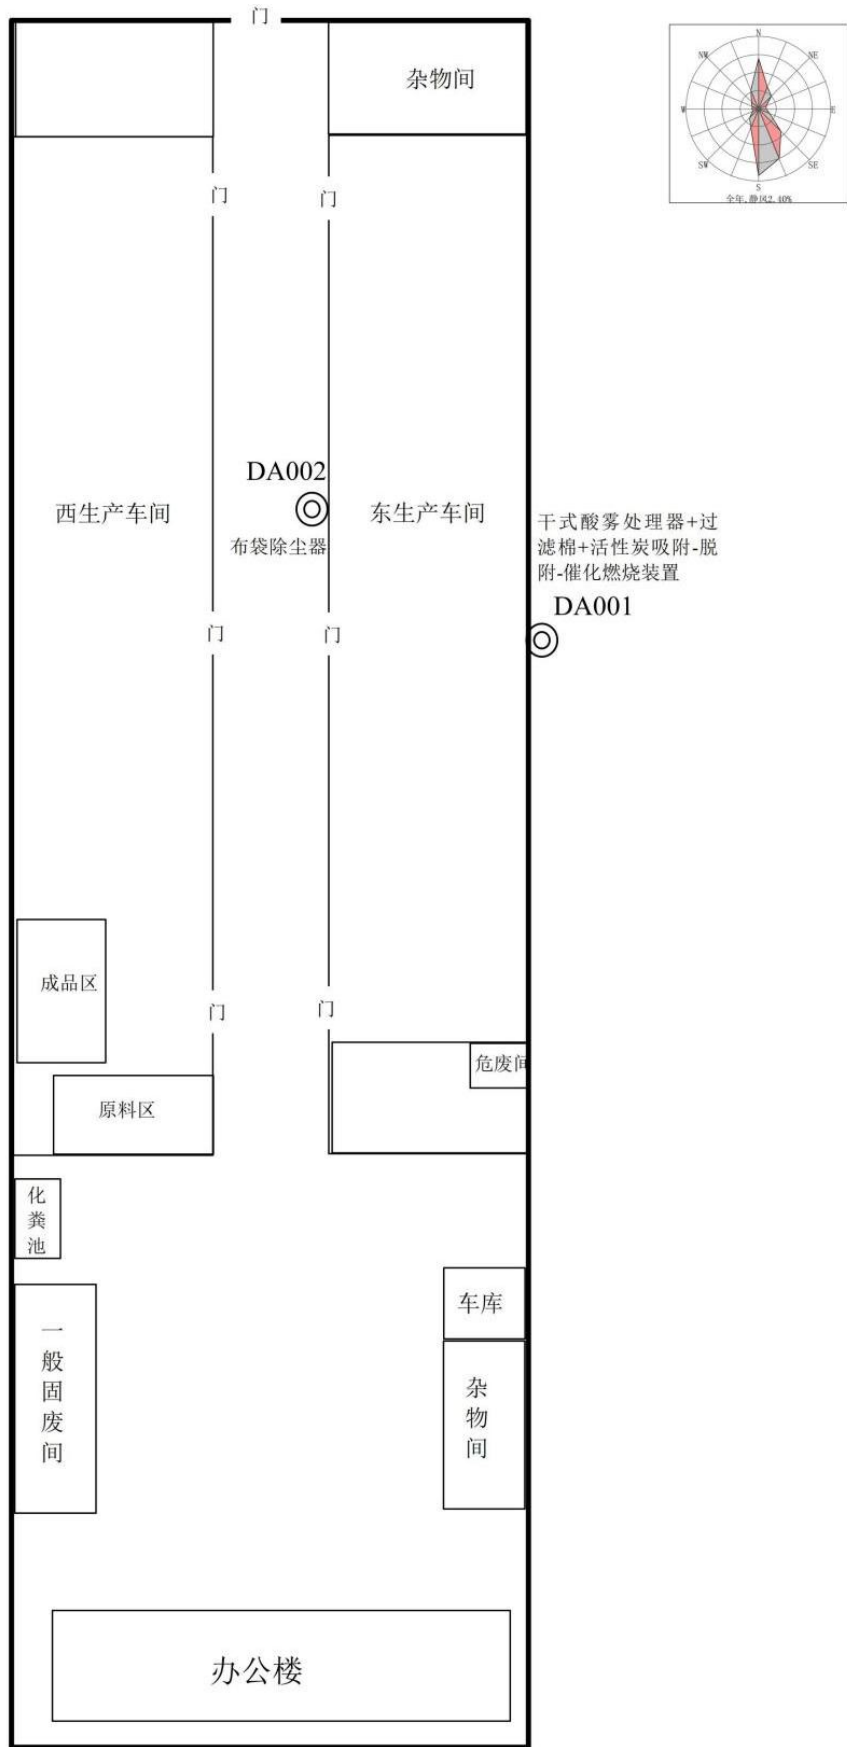 门
杂物间
N
NW
NE
W
E
SW
SE
S
全年,静风2.40%
门
门
DA002
西生产车间
东生产车间
布袋除尘器
干式酸雾处理器+过
滤棉+活性炭吸附-脱
附-催化燃烧装置
DA001
门
门
成品区
门
门
危废间
原料区
化
粪
池
车库
一
般
固
废
间
杂
物
间
办公楼